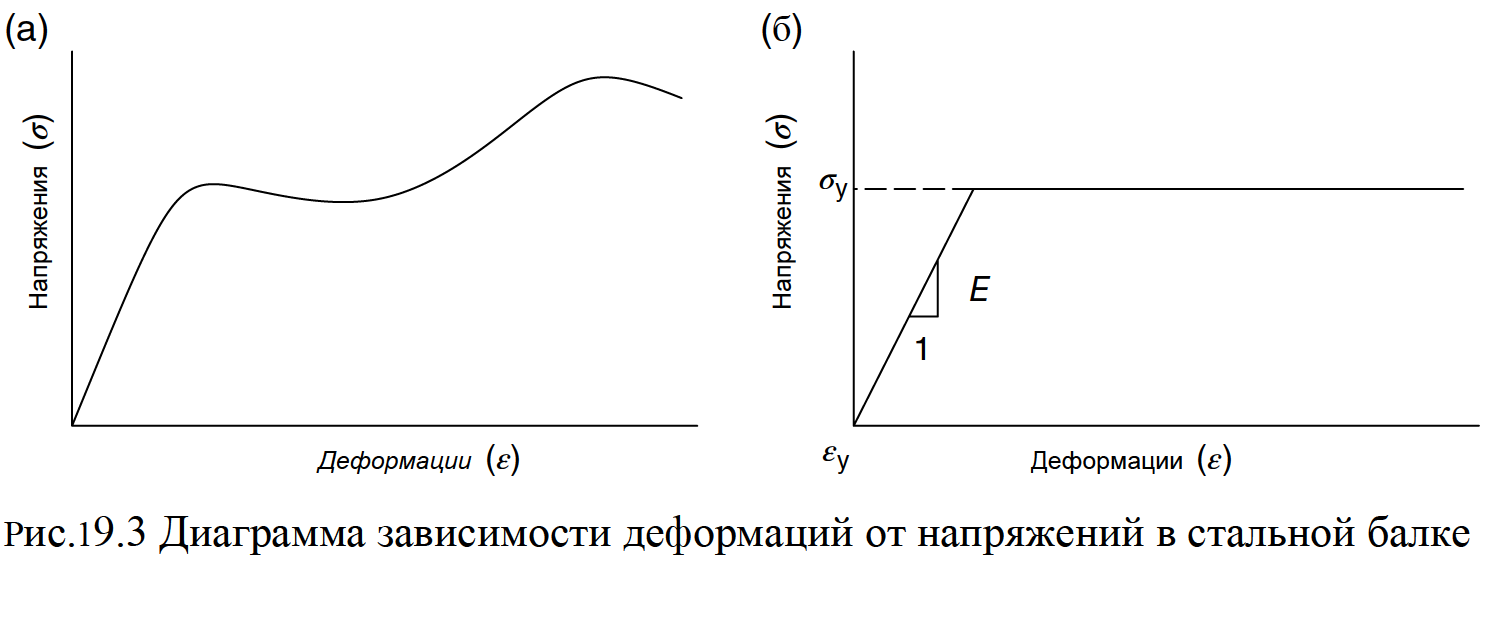 (a)
Напряжения (σ)
Деформации (ε)
(б)
Напряжения (σ)
σy
E
1
εy
Деформации (ε)
Рис.19.3 Диаграмма зависимости деформаций от напряжений в стальной балке